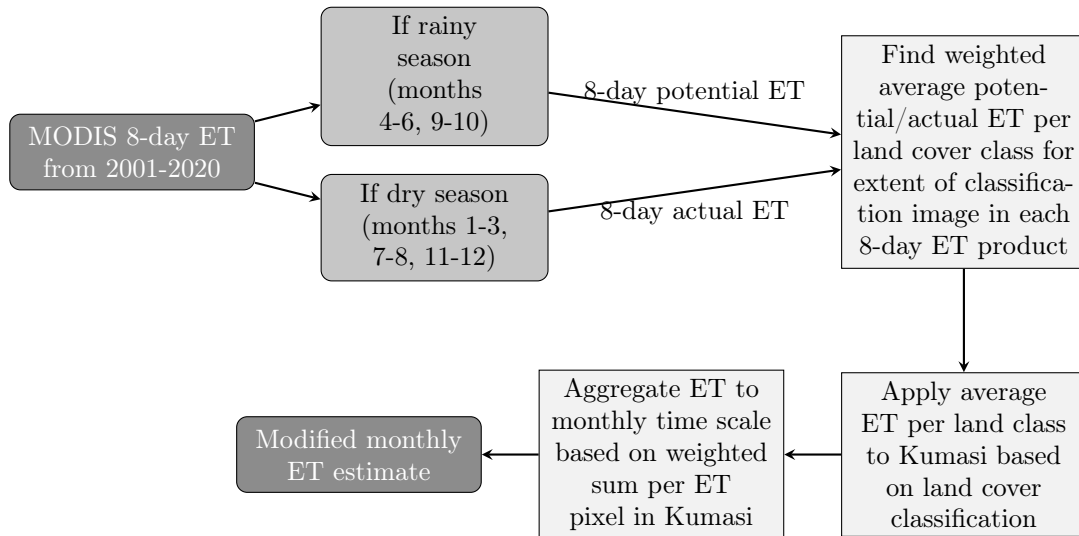 MODIS 8-day ET
from 2001-2020
If rainy
season
(months
4-6, 9-10)
If dry season
(months 1-3,
7-8, 11-12)
8-day potential ET
8-day actual ET
Find weighted
average poten-
tial/actual ET per
land cover class for
extent of classifica-
tion image in each
8-day ET product
Apply average
ET per land class
to Kumasi based
on land cover
classification
Aggregate ET to
monthly time scale
based on weighted
sum per ET
pixel in Kumasi
Modified monthly
ET estimate